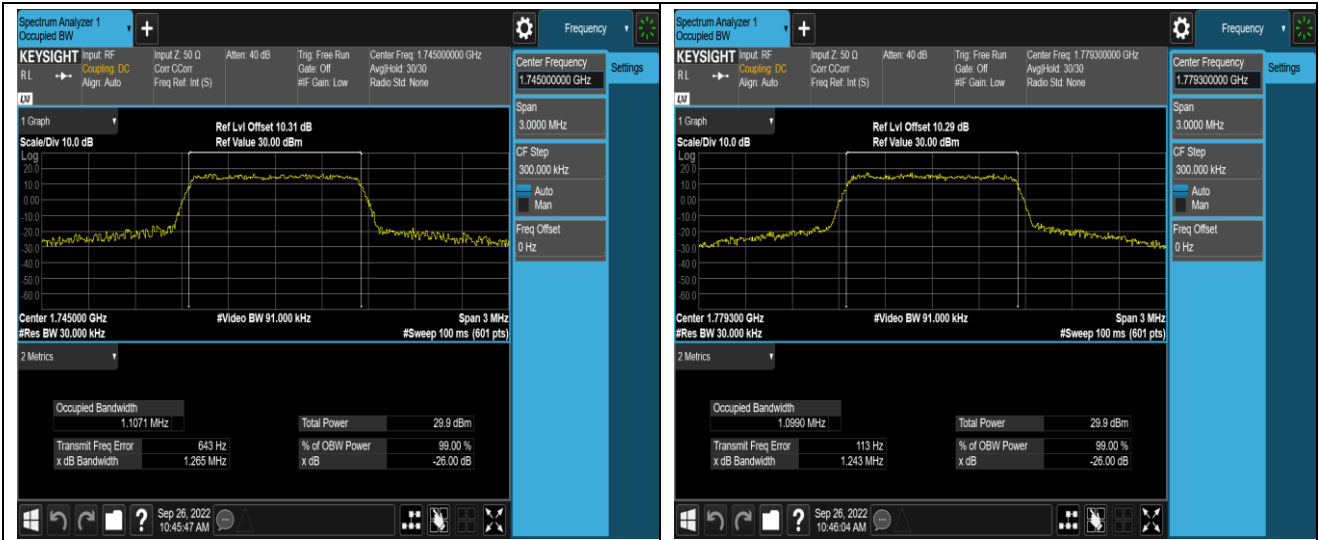 Spectrum Analyzer 1
Occupied BW
+
Frequency
KEYSIGHT Input: RF Input Z: 50 Ω Atten: 40 dB Trig: Free Run Center Freq: 1.745000000 GHz
RL Coupling: DC Corr CCorr Gate: Off Avg|Hold: 30/30
Align: Auto Freq Ref: Int (S) #IF Gain: Low Radio Std: None
LXI
Center Frequency
1.745000000 GHz
Settings
Span
3.0000 MHz
CF Step
300.000 kHz
Auto
Man
Freq Offset
0 Hz
1 Graph
Ref Lvl Offset 10.31 dB
Scale/Div 10.0 dB Ref Value 30.00 dBm
Log
20.0
10.0
0.00
-10.0
-20.0
-30.0
-40.0
-50.0
-60.0
Center 1.745000 GHz #Video BW 91.000 kHz Span 3 MHz
#Res BW 30.000 kHz #Sweep 100 ms (601 pts)
2 Metrics
Occupied Bandwidth
1.1071 MHz Total Power 29.9 dBm
Transmit Freq Error 643 Hz % of OBW Power 99.00 %
x dB Bandwidth 1.265 MHz x dB -26.00 dB
? Sep 26, 2022
10:45:47 AM
Spectrum Analyzer 1
Occupied BW
+
Frequency
KEYSIGHT Input: RF Input Z: 50 Ω Atten: 40 dB Trig: Free Run Center Freq: 1.779300000 GHz
RL Coupling: DC Corr CCorr Gate: Off Avg|Hold: 30/30
Align: Auto Freq Ref: Int (S) #IF Gain: Low Radio Std: None
LXI
Center Frequency
1.779300000 GHz
Settings
Span
3.0000 MHz
CF Step
300.000 kHz
Auto
Man
Freq Offset
0 Hz
1 Graph
Ref Lvl Offset 10.29 dB
Scale/Div 10.0 dB Ref Value 30.00 dBm
Log
20.0
10.0
0.00
-10.0
-20.0
-30.0
-40.0
-50.0
-60.0
Center 1.779300 GHz #Video BW 91.000 kHz Span 3 MHz
#Res BW 30.000 kHz #Sweep 100 ms (601 pts)
2 Metrics
Occupied Bandwidth
1.0990 MHz Total Power 29.9 dBm
Transmit Freq Error 113 Hz % of OBW Power 99.00 %
x dB Bandwidth 1.243 MHz x dB -26.00 dB
? Sep 26, 2022
10:46:04 AM